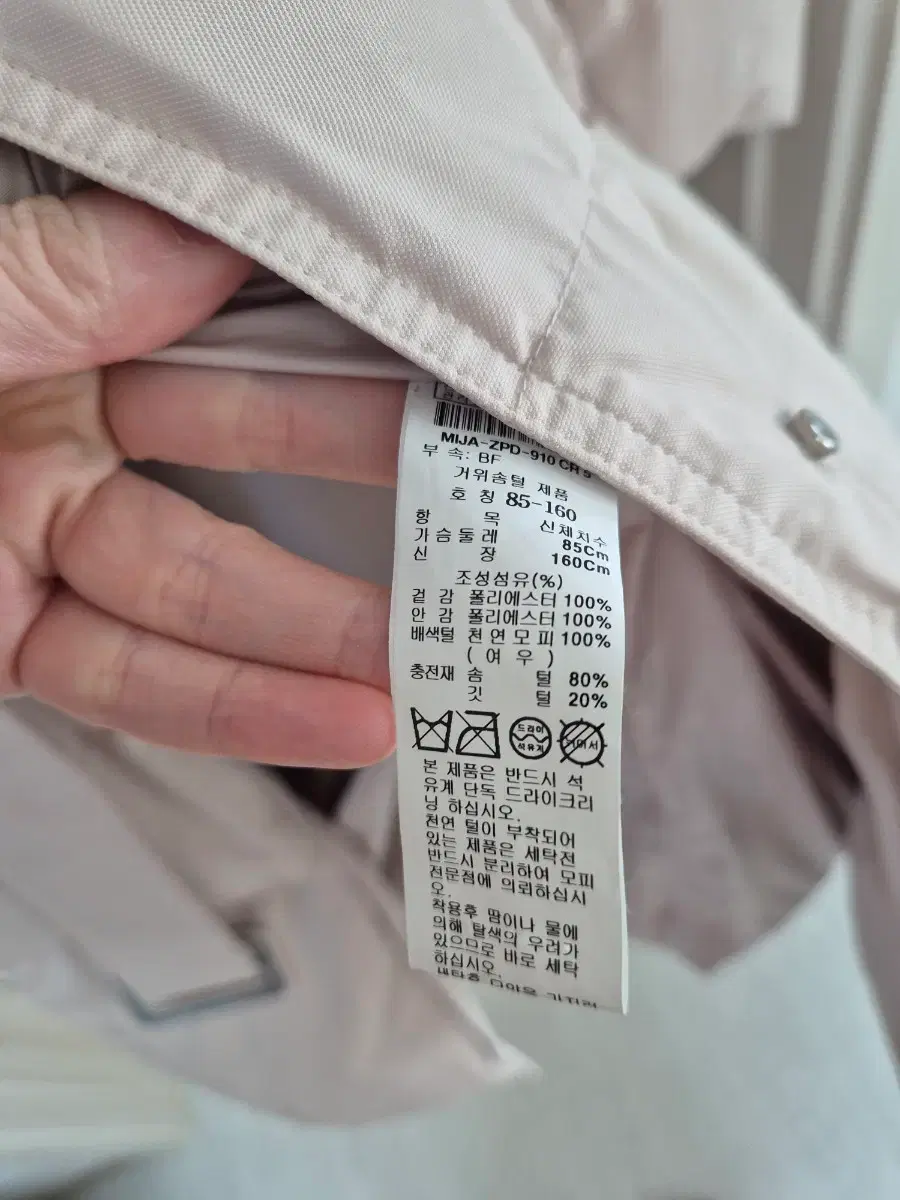 MIJA-ZPD-910 CR S
부 속: BF
거위솜털 제품
호 칭 85-160
항 목 신체치수
가슴둘레 85Cm
신 장 160Cm
조성섬유(%)
겉 감 폴리에스터 100%
안 감 폴리에스터 100%
배색털 천연모피 100%
( 여 우 )
충전재 솜 털 80%
깃 털 20%
드라이
석유계
본 제품은 반드시 석
유계 단독 드라이크리
닝 하십시오.
천연 털이 부착되어
있는 제품은 세탁전
반드시 분리하여 모피
전문점에 의뢰하십시
오.
착용후 땀이나 물에
의해 탈색의 우려가
있으므로 바로 세탁
하십시오.